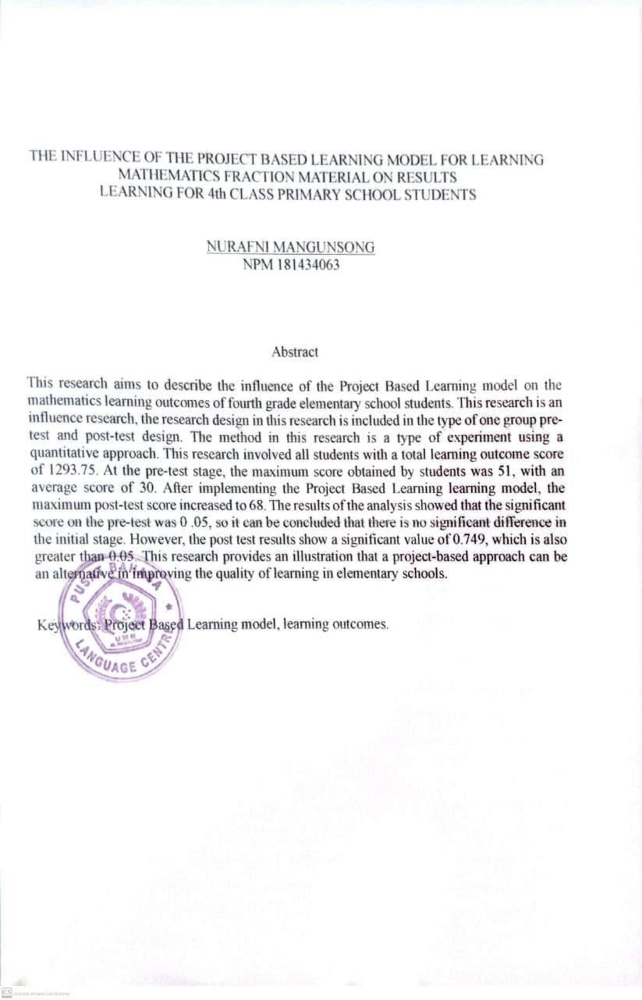 THE INFLUENCE OF THE PROJECT BASED LEARNING MODEL FOR LEARNING
MATHEMATICS FRACTION MATERIAL ON RESULTS
LEARNING FOR 4th CLASS PRIMARY SCHOOL STUDENTS
NURAFNI MANGUNSONG
NPM 181434063
Abstract
This research aims to describe the influence of the Project Based Learning model on the
mathematics learning outcomes of fourth grade elementary school students. This research is an
influence research, the research design in this research is included in the type of one group pre-
test and post-test design. The method in this research is a type of experiment using a
quantitative approach. This research involved all students with a total learning outcome score
of 1293.75. At the pre-test stage, the maximum score obtained by students was 51, with an
average score of 30. After implementing the Project Based Learning learning model, the
maximum post-test score increased to 68. The results of the analysis showed that the significant
score on the pre-test was 0 .05, so it can be concluded that there is no significant difference in
the initial stage. However, the post test results show a significant value of 0.749, which is also
greater than 0.05. This research provides an illustration that a project-based approach can be
an alternative in improving the quality of learning in elementary schools.
Keywords: Project Based Learning model, learning outcomes.
PUSAT BAHASA
UMN
LANGUAGE CENTRE
CS
CamScanner